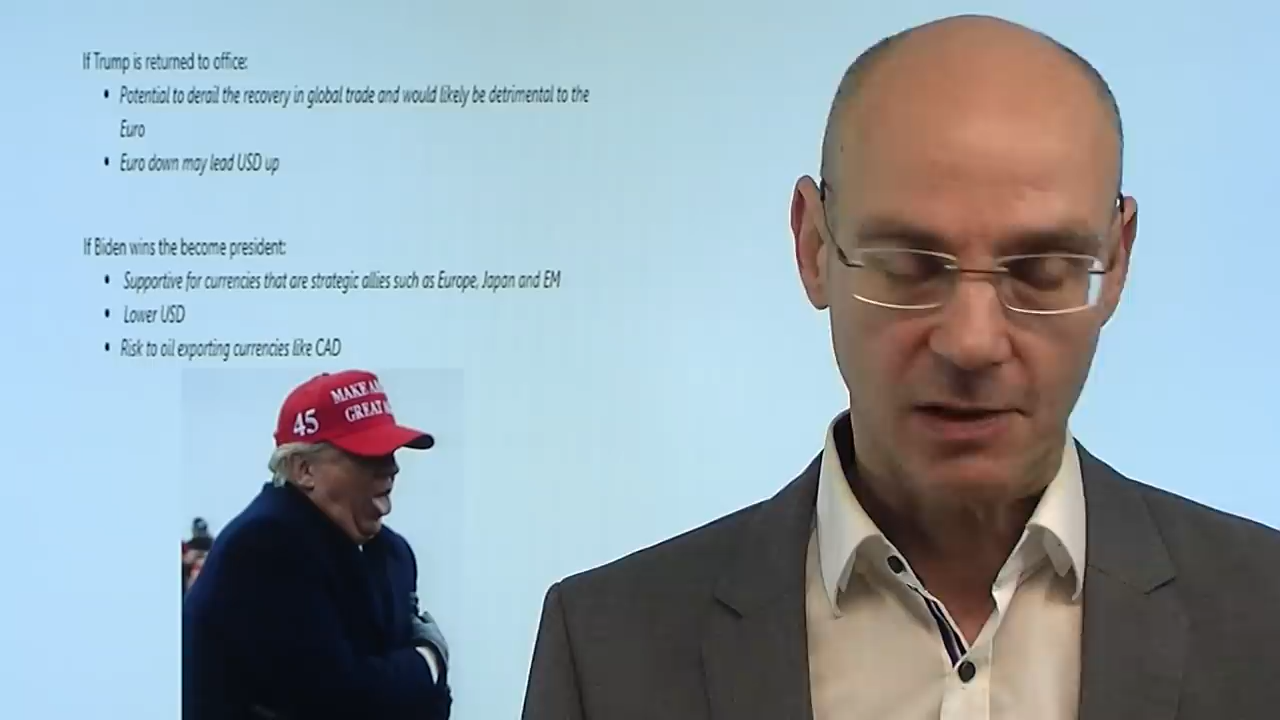 If Trump is returned to office:
• Potential to derail the recovery in global trade and would likely be detrimental to the
Euro
• Euro down may lead USD up
If Biden wins the become president:
• Supportive for currencies that are strategic allies such as Europe, Japan and EM
• Lower USD
• Risk to oil exporting currencies like CAD
MAKE
45 GREAT